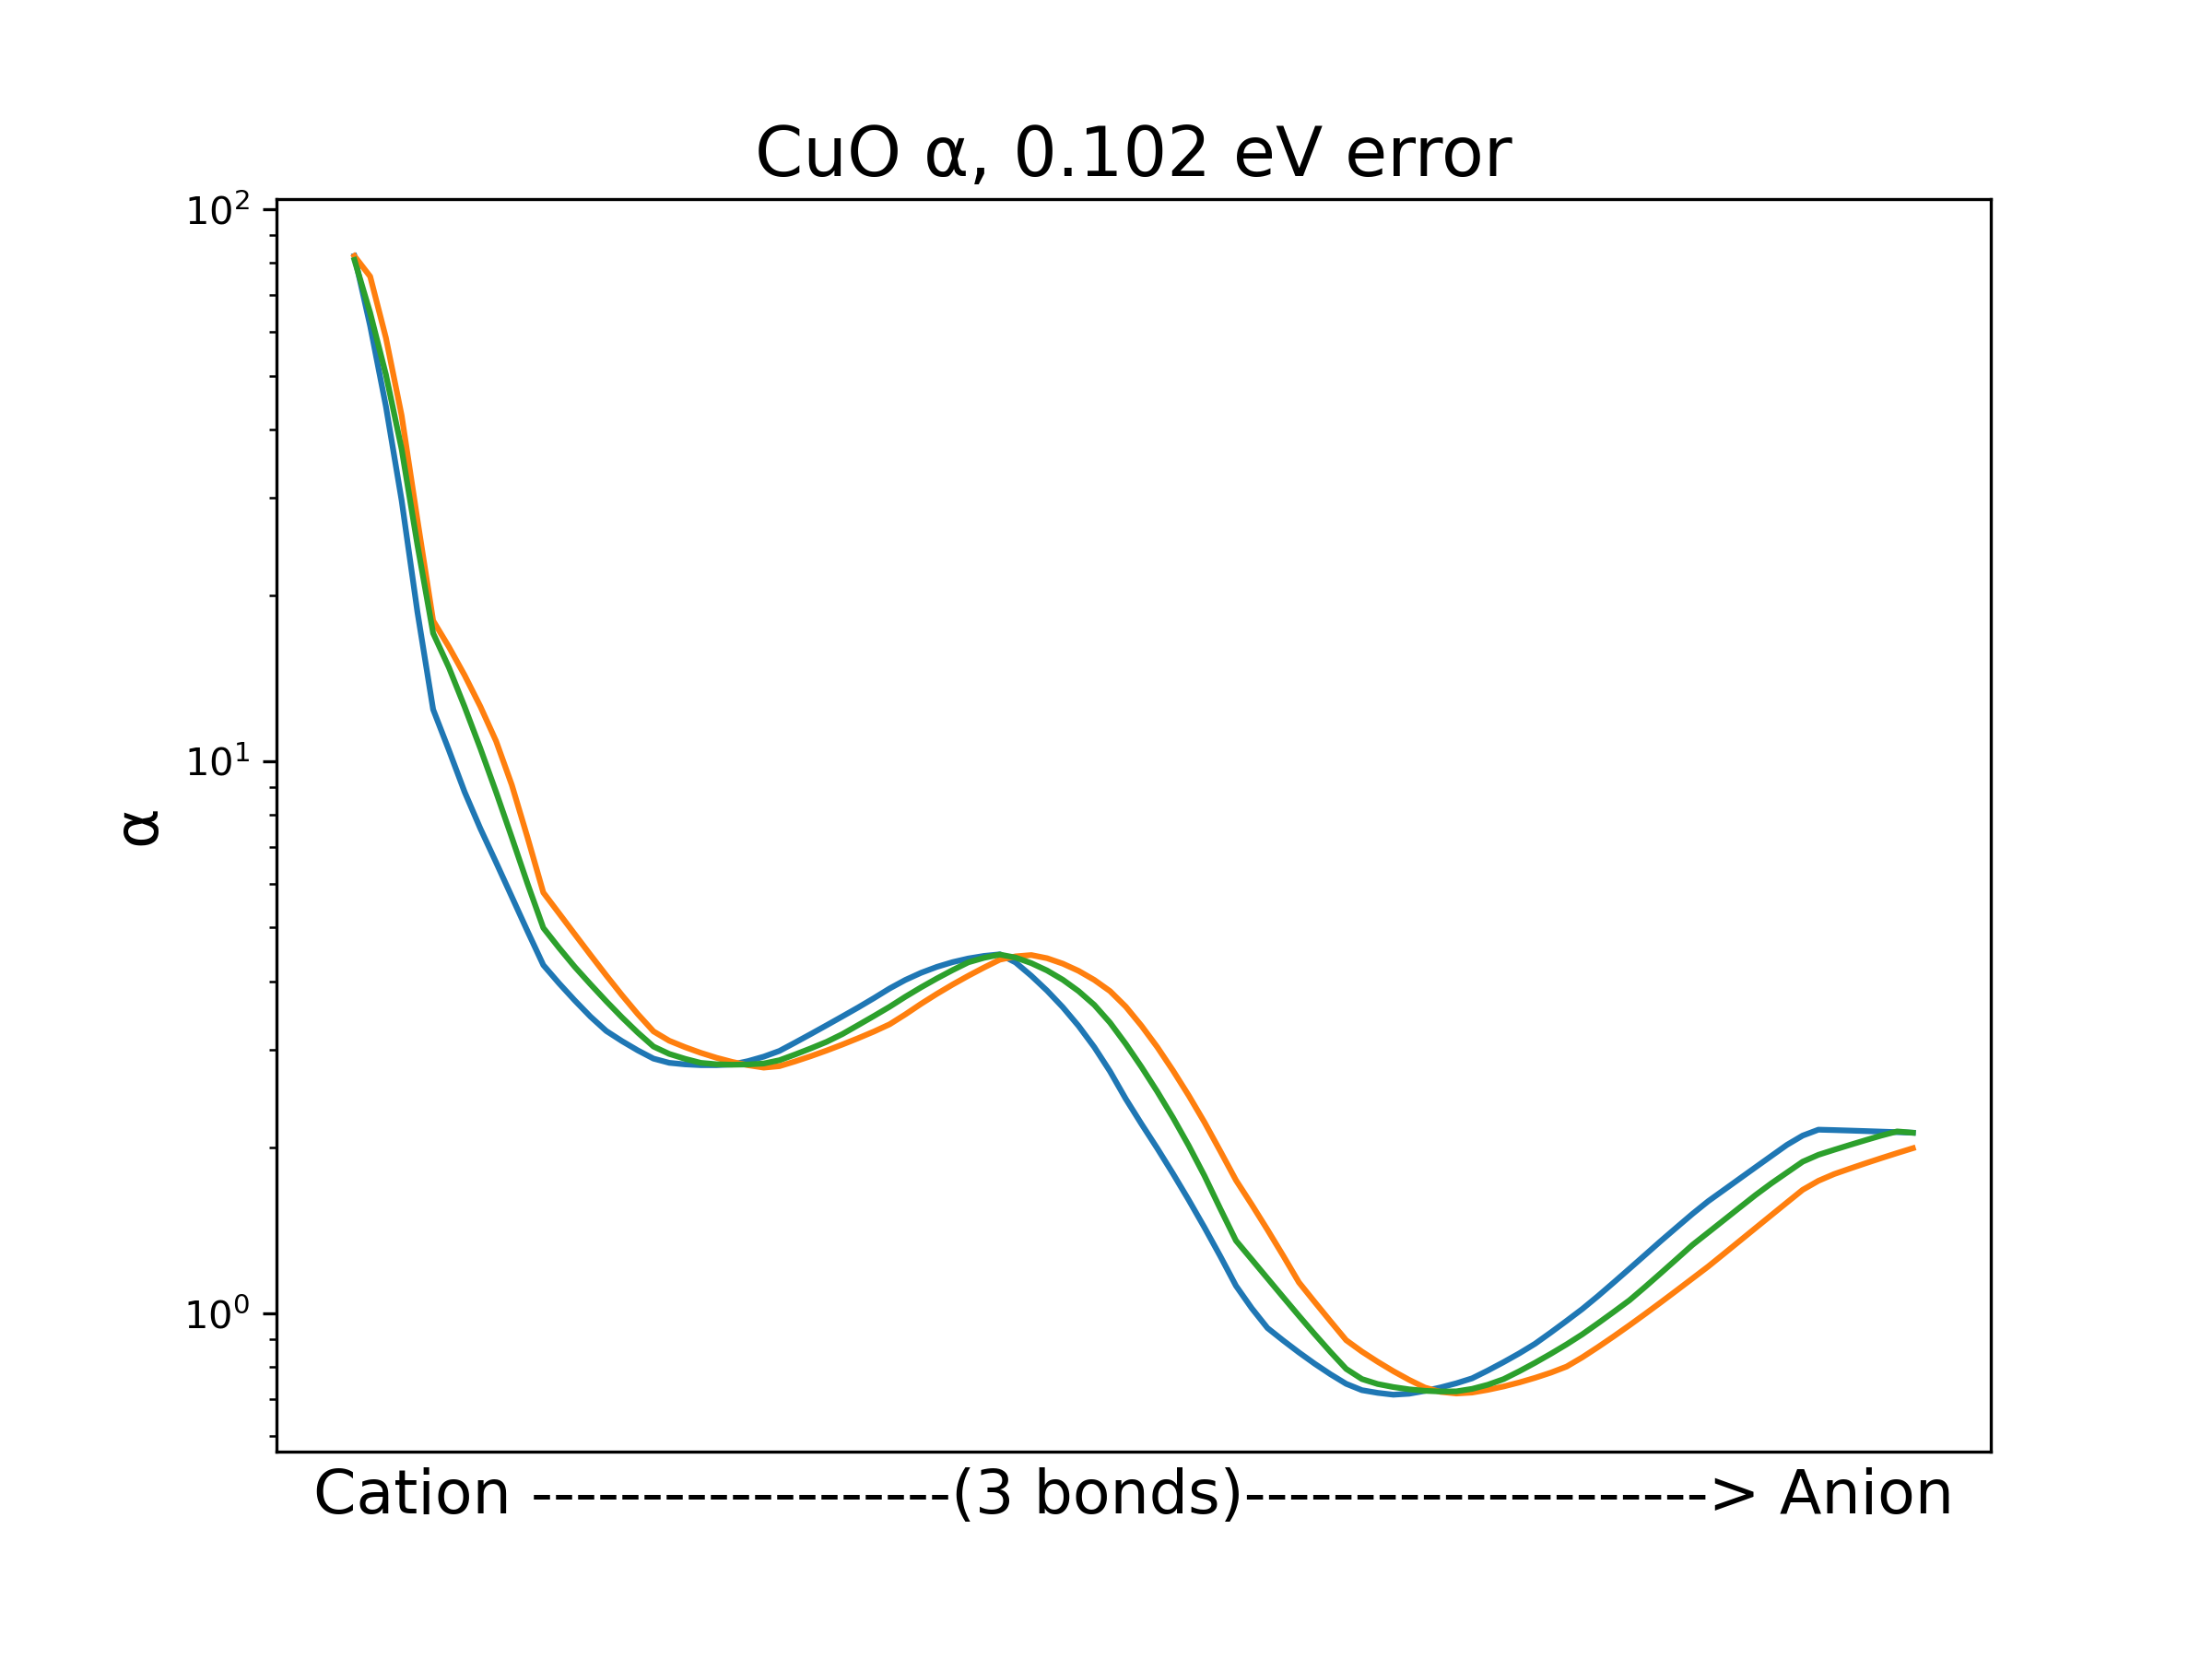 CuO α, 0.102 eV error
10²
10¹
10⁰
α
Cation -------------------(3 bonds)---------------------> Anion